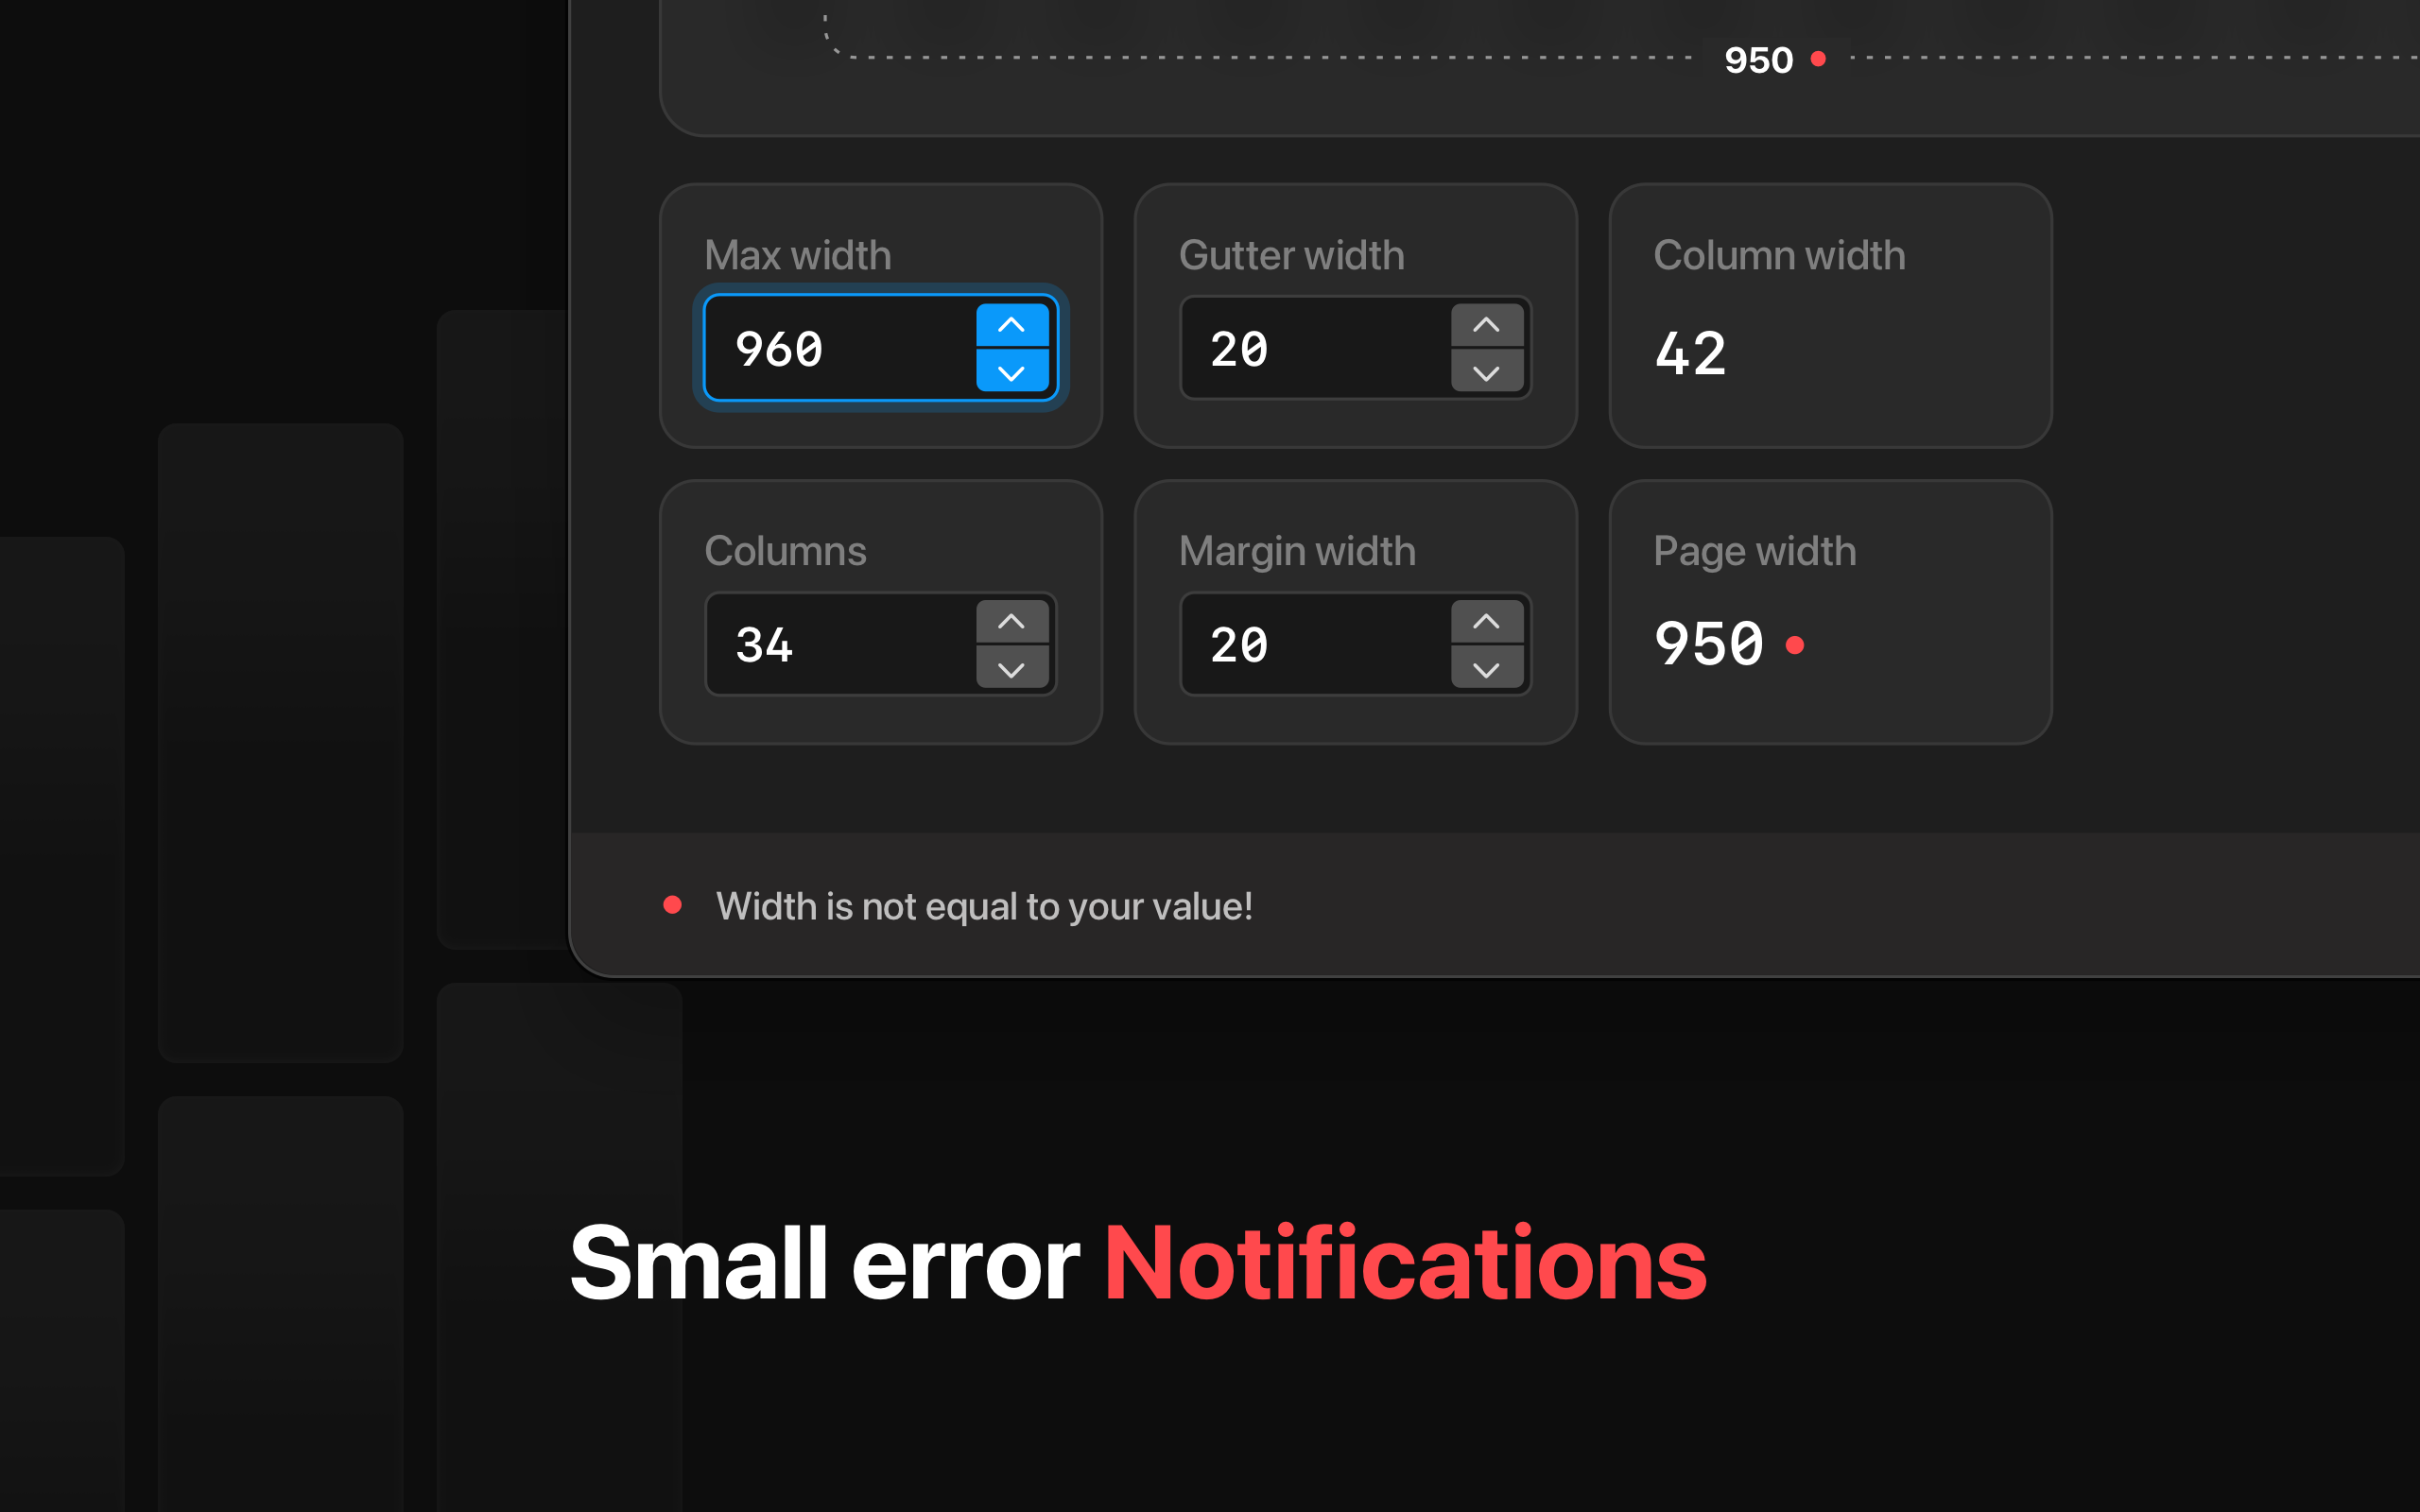 950
Max width
Gutter width
Column width
960
20
42
Columns
Margin width
Page width
34
20
950
Width is not equal to your value!
Small error Notifications